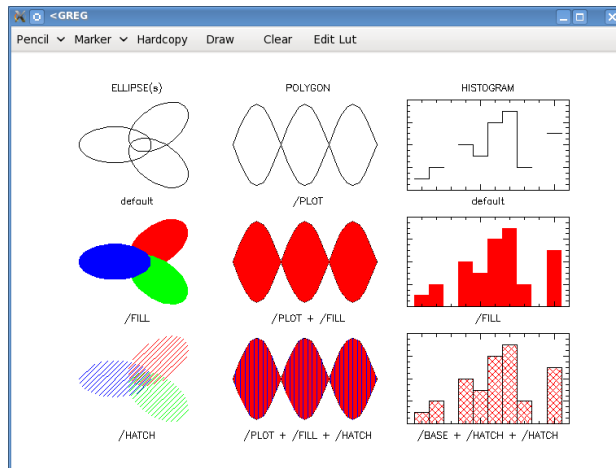 <GREG
Pencil Marker Hardcopy Draw Clear Edit Lut
ELLIPSE(s) POLYGON HISTOGRAM
default /PLOT default
/FILL /PLOT + /FILL /FILL
/HATCH /PLOT + /FILL + /HATCH /BASE + /HATCH + /HATCH